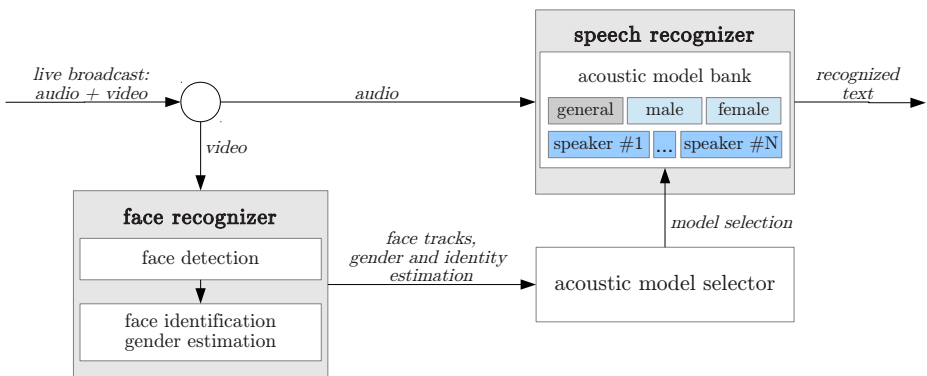 live broadcast:
audio + video
audio
video
speech recognizer
acoustic model bank
general male female
speaker #1 ... speaker #N
recognized
text
face recognizer
face detection
face identification
gender estimation
face tracks,
gender and identity
estimation
model selection
acoustic model selector